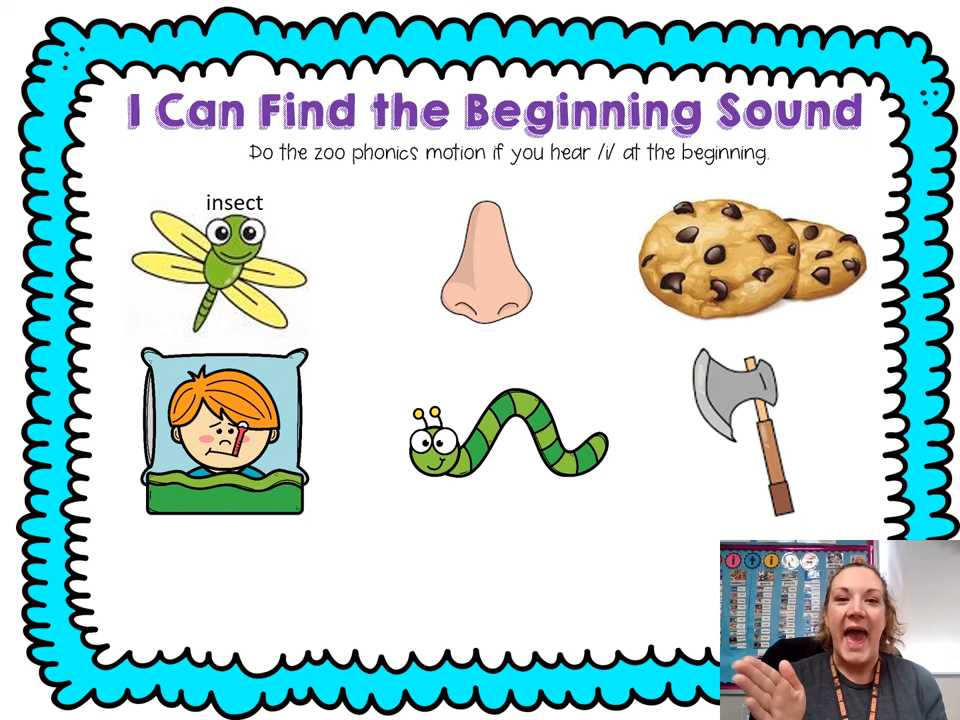 I Can Find the Beginning Sound
Do the zoo phonics motion if you hear /i/ at the beginning.
insect
i t i